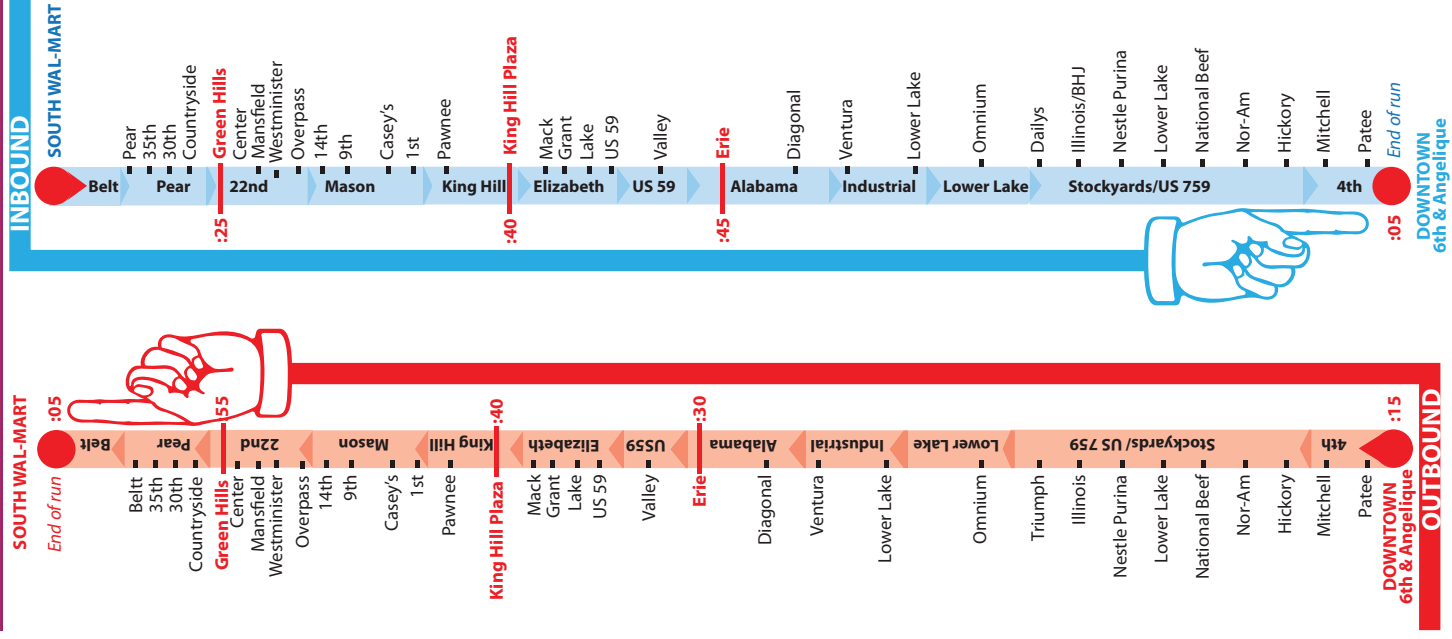 INBOUND
SOUTH WAL-MART
Pear
35th
30th
Countryside
Green Hills
Center
Mansfield
Westminister
Overpass
14th
9th
Casey's
1st
Pawnee
King Hill Plaza
Mack
Grant
Lake
US 59
Valley
Erie
Diagonal
Ventura
Lower Lake
Omnium
Dailys
Illinois/BHJ
Nestle Purina
Lower Lake
National Beef
Nor-Am
Hickory
Mitchell
Patee
End of run
Belt
Pear
22nd
Mason
King Hill
Elizabeth
US 59
Alabama
Industrial
Lower Lake
Stockyards/US 759
4th
:25
:40
:45
:05
DOWNTOWN
6th & Angelique
SOUTH WAL-MART
:05
:55
:40
:30
:15
Belt
Pear
22nd
Mason
King Hill
Elizabeth
US59
Alabama
Industrial
Lower Lake
Stockyards/ US 759
4th
End of run
Beltt
35th
30th
Countryside
Green Hills
Center
Mansfield
Westminister
Overpass
14th
9th
Casey's
1st
Pawnee
King Hill Plaza
Mack
Grant
Lake
US 59
Valley
Erie
Diagonal
Ventura
Lower Lake
Omnium
Triumph
Illinois
Nestle Purina
Lower Lake
National Beef
Nor-Am
Hickory
Mitchell
Patee
DOWNTOWN
6th & Angelique
OUTBOUND